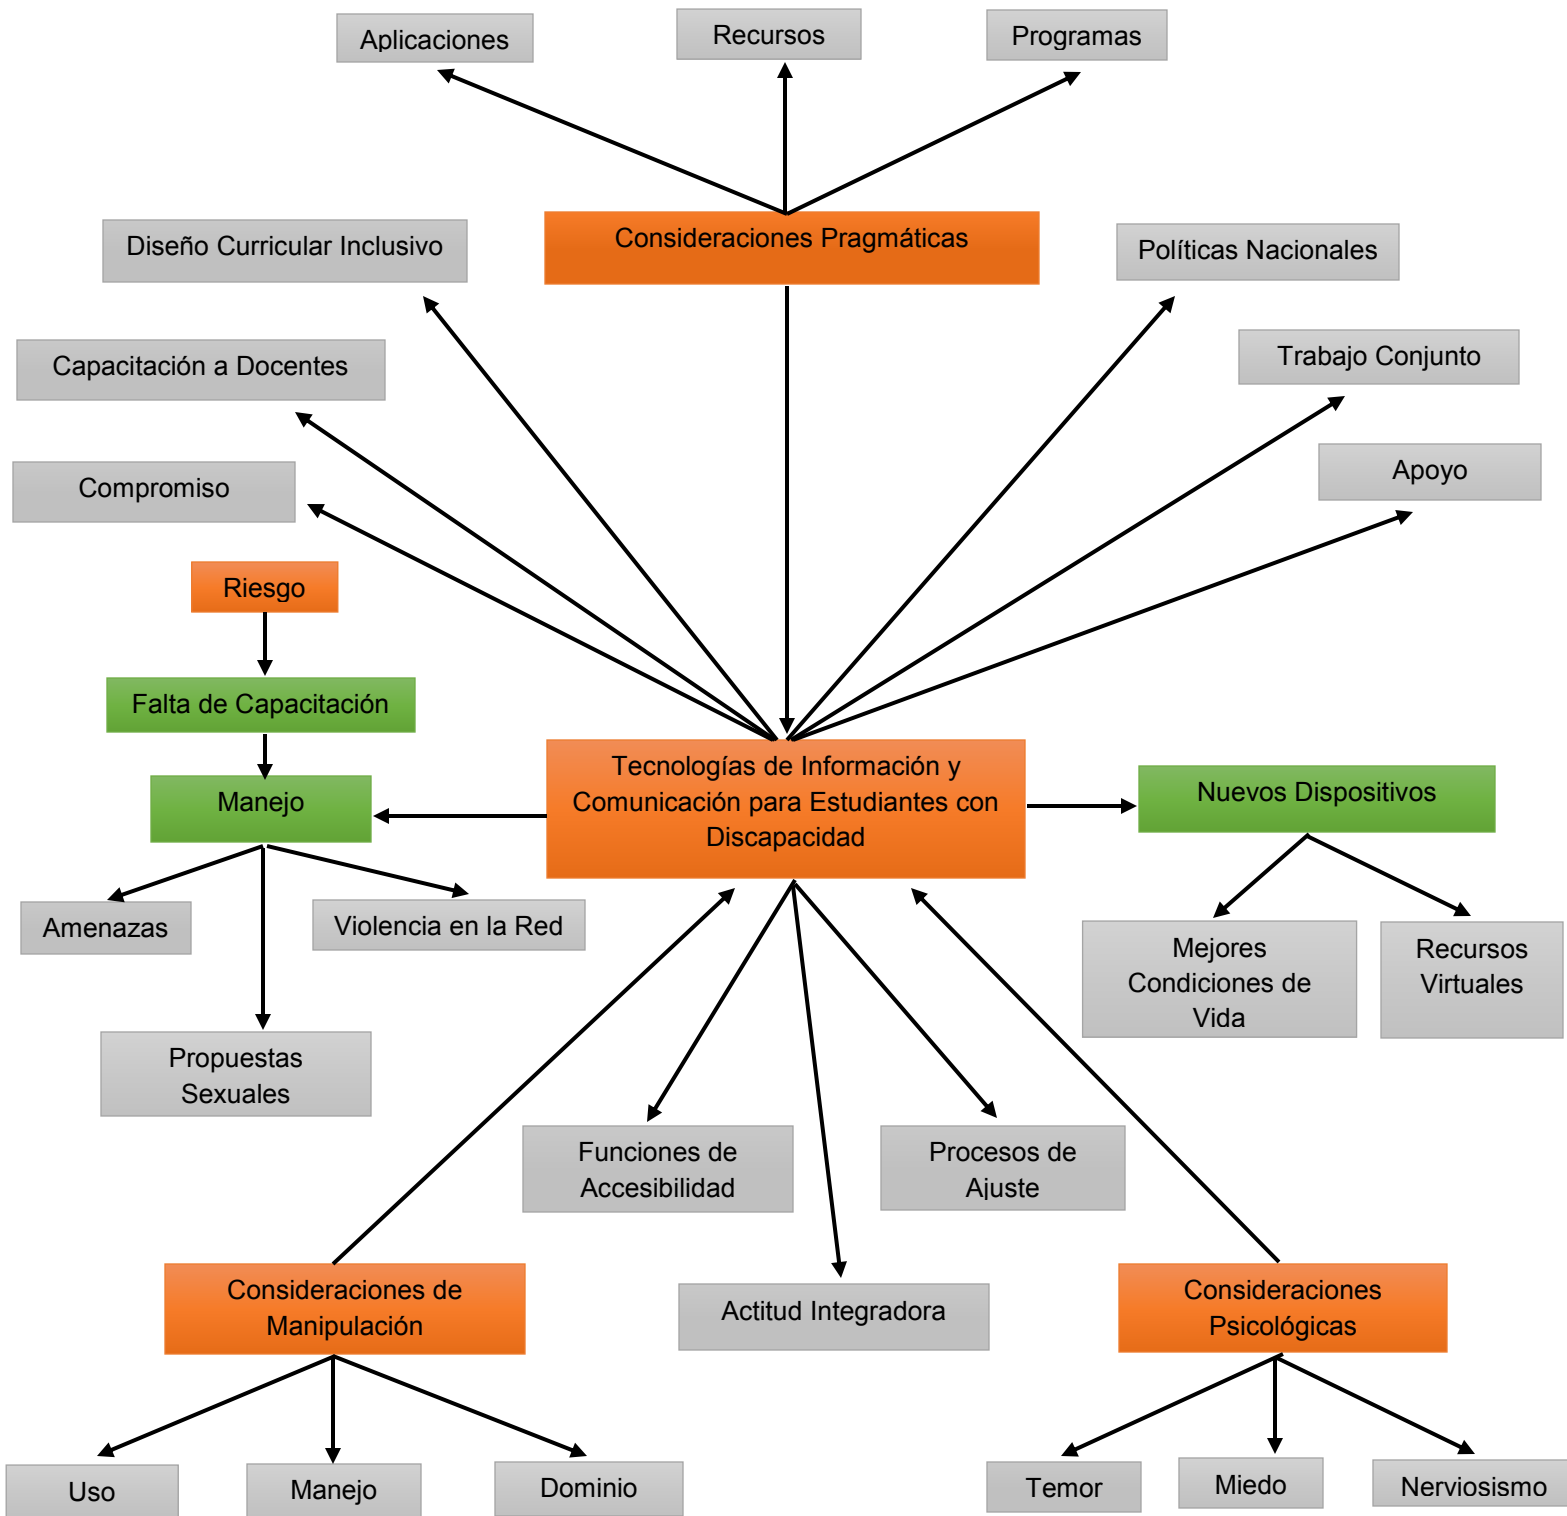 Aplicaciones
Recursos
Programas
Consideraciones Pragmáticas
Diseño Curricular Inclusivo
Políticas Nacionales
Capacitación a Docentes
Trabajo Conjunto
Compromiso
Apoyo
Riesgo
Falta de Capacitación
Manejo
Tecnologías de Información y
Comunicación para Estudiantes con
Discapacidad
Nuevos Dispositivos
Amenazas
Violencia en la Red
Propuestas
Sexuales
Mejores
Condiciones de
Vida
Recursos
Virtuales
Funciones de
Accesibilidad
Procesos de
Ajuste
Actitud Integradora
Consideraciones de
Manipulación
Consideraciones
Psicológicas
Uso
Manejo
Dominio
Temor
Miedo
Nerviosismo